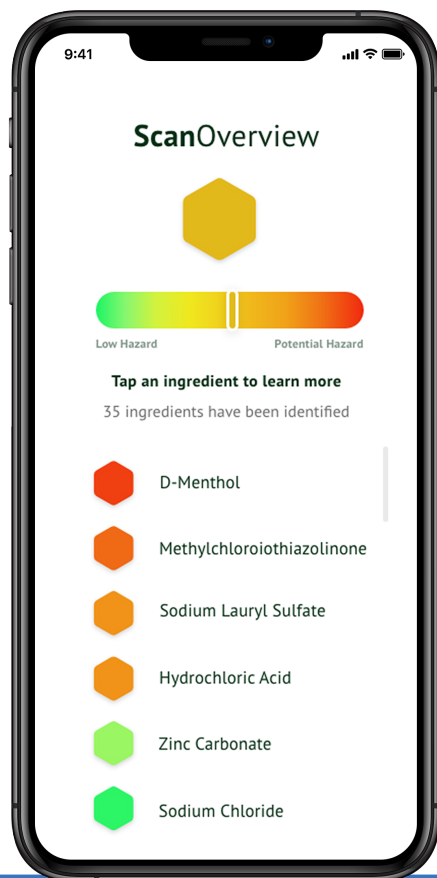 9:41
ScanOverview
Low Hazard
Potential Hazard
Tap an ingredient to learn more
35 ingredients have been identified
D-Menthol
Methylchloroiothiazolinone
Sodium Lauryl Sulfate
Hydrochloric Acid
Zinc Carbonate
Sodium Chloride